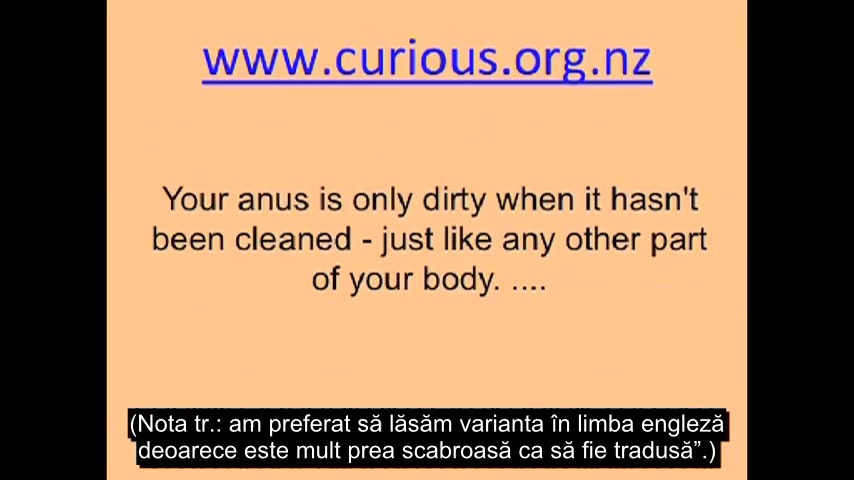 www.curious.org.nz
Your anus is only dirty when it hasn't
been cleaned - just like any other part
of your body. ....
(Nota tr.: am preferat să lăsăm varianta în limba engleză
deoarece este mult prea scabroasă ca să fie tradusă”.)